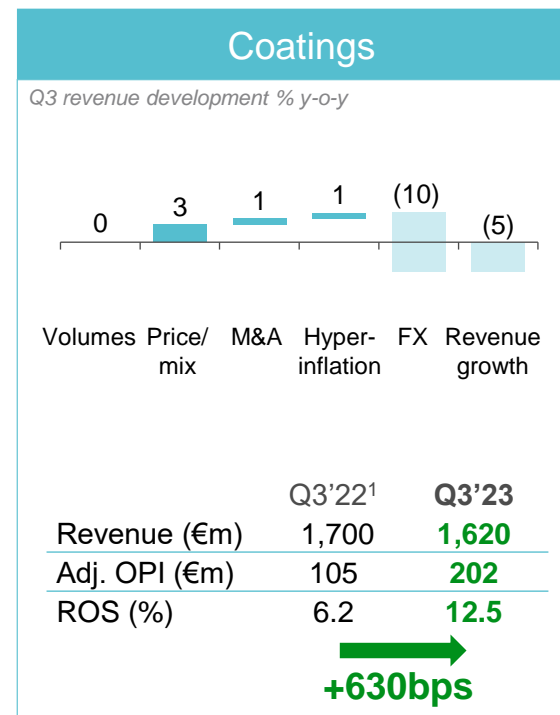 Coatings
Q3 revenue development % y-o-y
0 3 1 1 (10) (5)
Volumes Price/ M&A Hyper- FX Revenue
mix inflation growth
Q3’22¹ Q3’23
Revenue (€m) 1,700 1,620
Adj. OPI (€m) 105 202
ROS (%) 6.2 12.5
+630bps